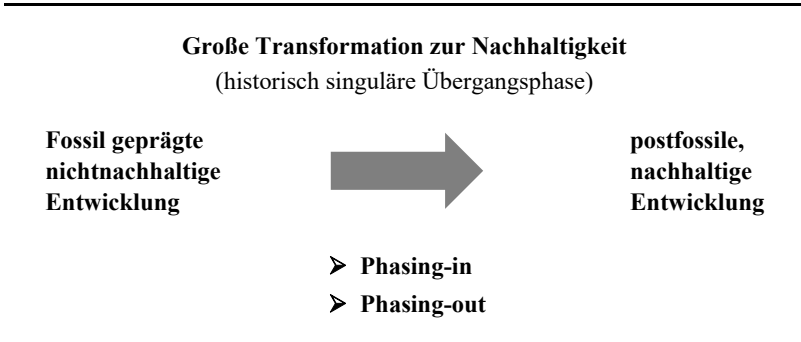 Große Transformation zur Nachhaltigkeit
(historisch singuläre Übergangsphase)
Fossil geprägte
nichtnachhaltige
Entwicklung
postfossile,
nachhaltige
Entwicklung
➢ Phasing-in
➢ Phasing-out